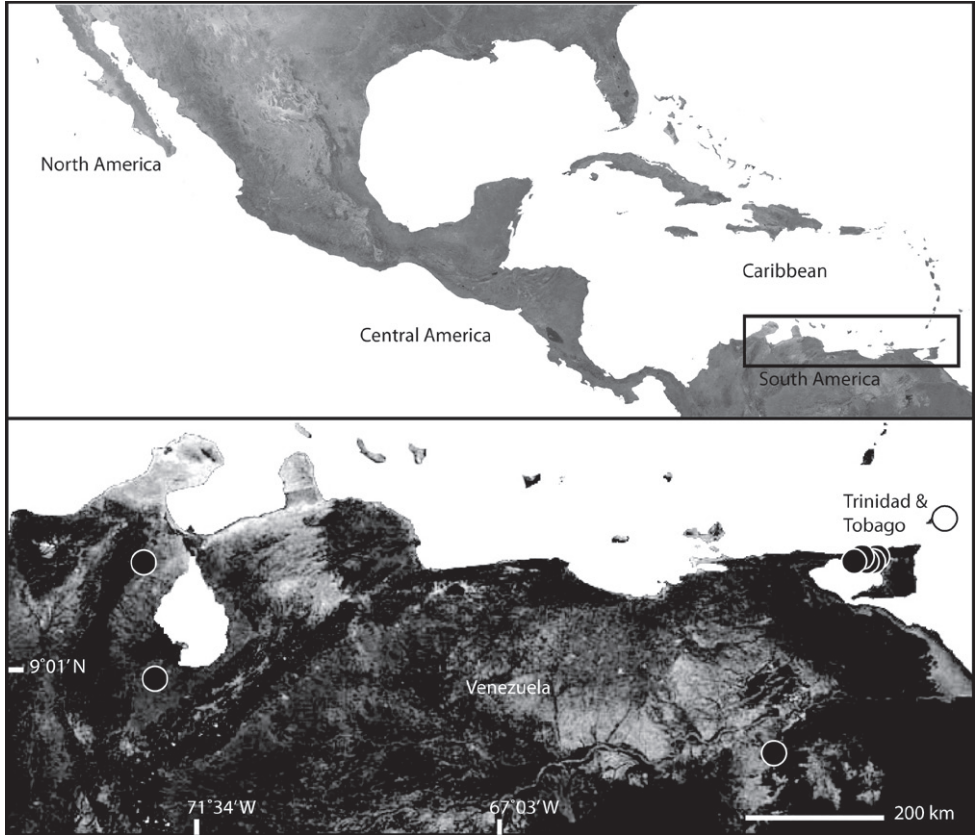 North America
Caribbean
Central America
South America
Trinidad &
Tobago
9°01'N
Venezuela
71°34'W
67°03'W
200 km